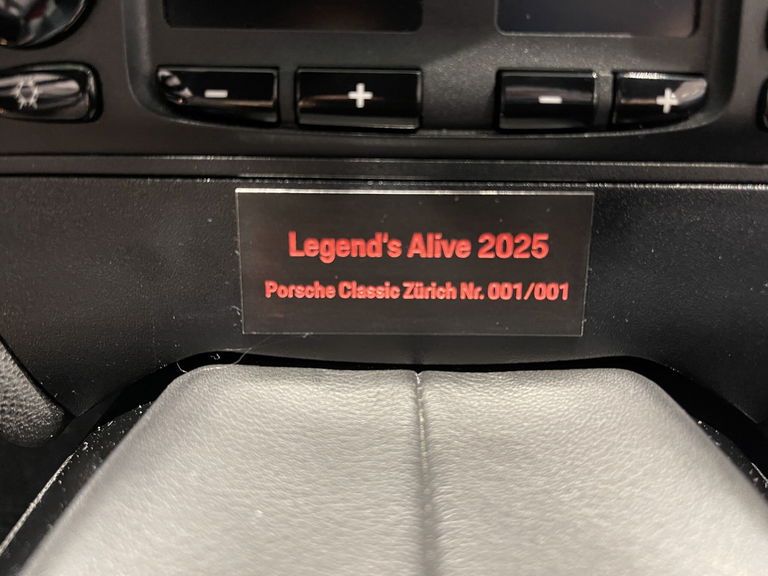 - + - +
Legend's Alive 2025
Porsche Classic Zürich Nr. 001/001